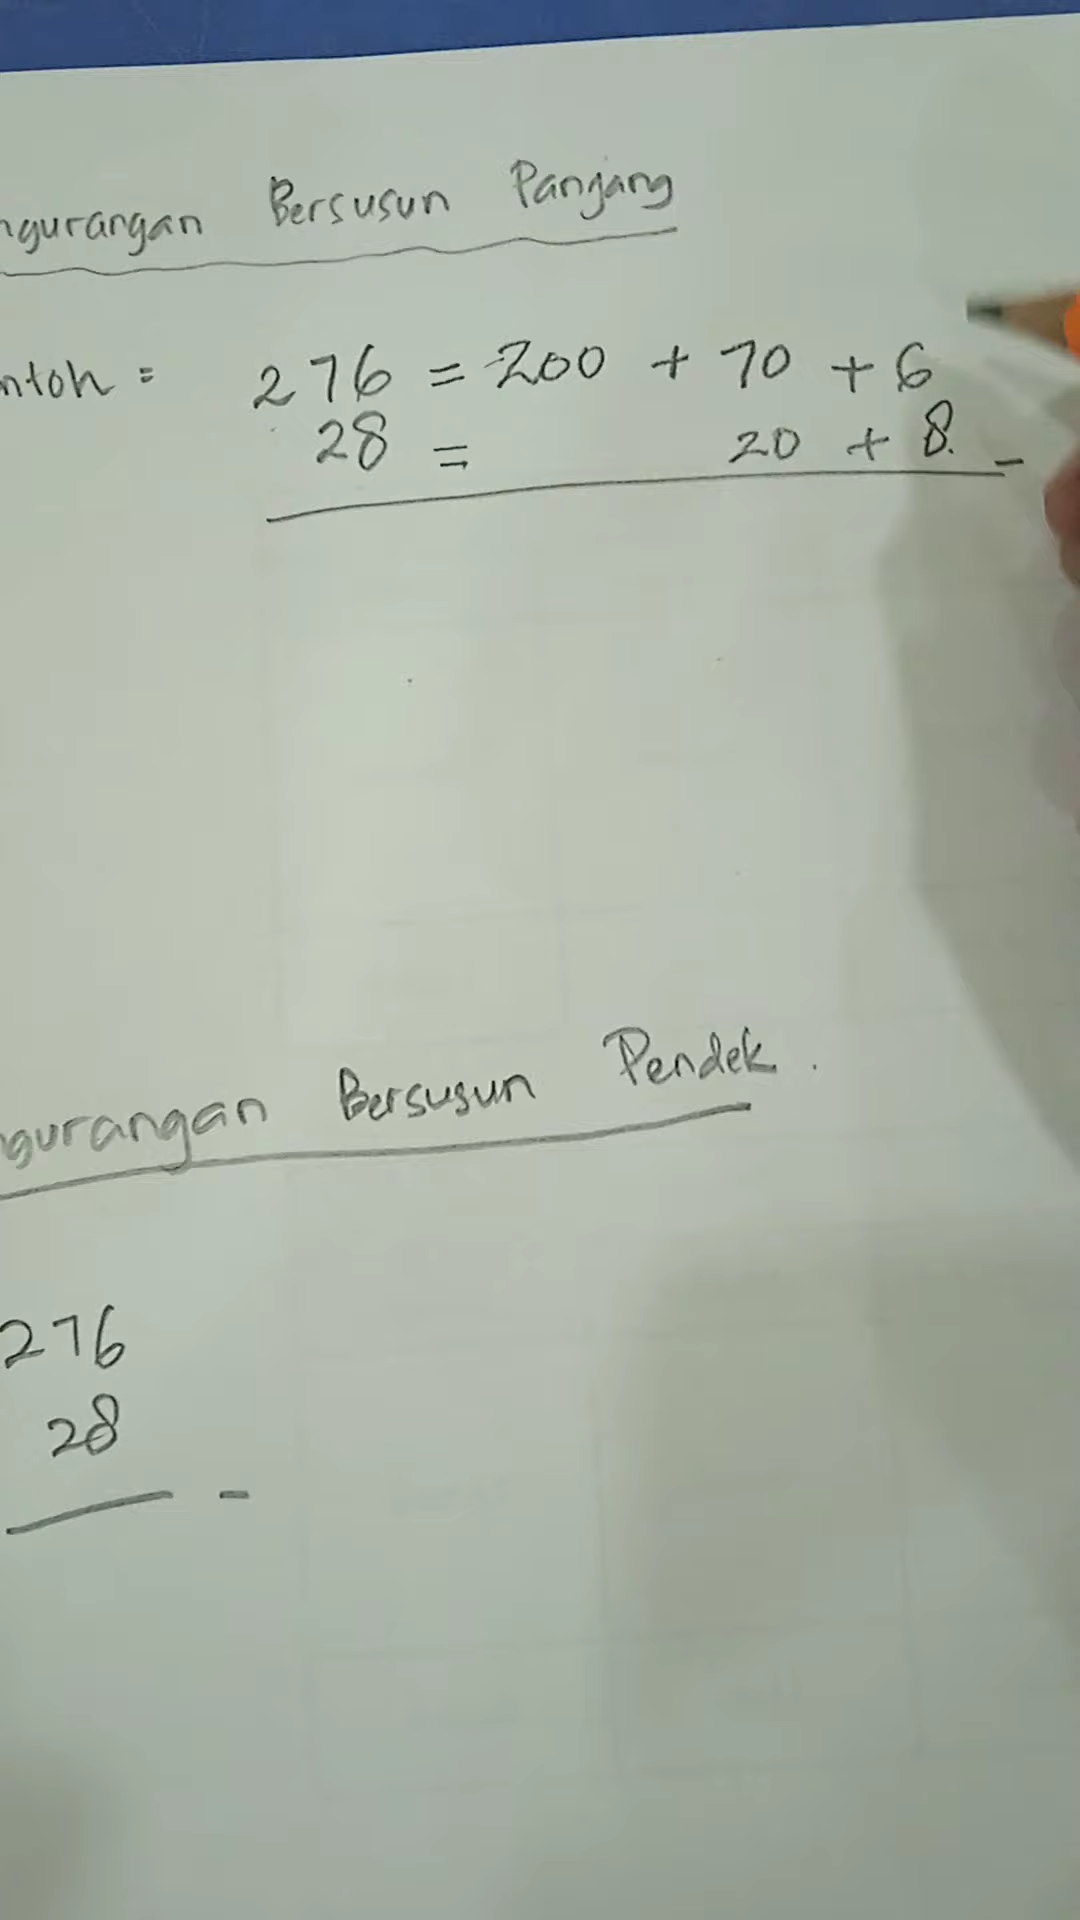 ngurangan Bersusun Panjang
ntoh = 276 = 200 + 70 + 6
28 = 20 + 8. -
gurangan Bersusun Pendek.
276
28
-